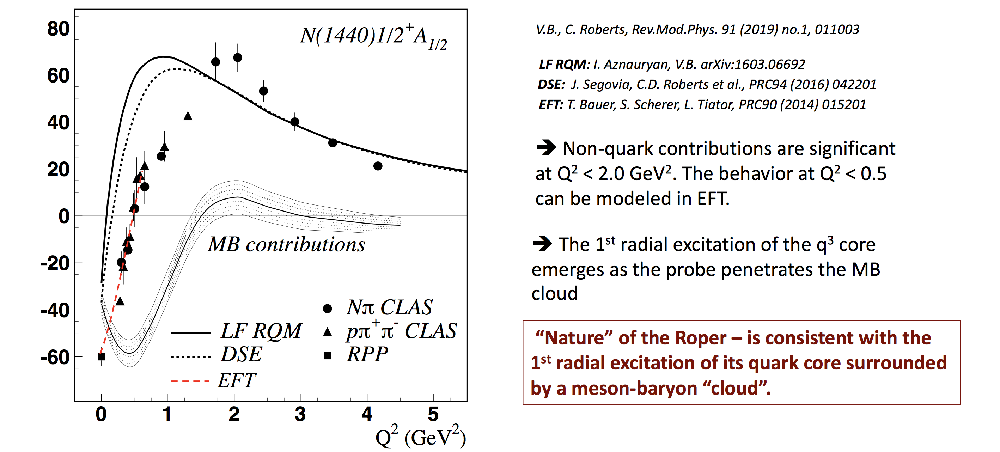 80
60
40
20
0
-20
-40
-60
N(1440)1/2⁺A₁/₂
MB contributions
LF RQM
DSE
EFT
Nπ CLAS
pπ⁺π⁻ CLAS
RPP
0 1 2 3 4 5
Q² (GeV²)
V.B., C. Roberts, Rev.Mod.Phys. 91 (2019) no.1, 011003
LF RQM: I. Aznauryan, V.B. arXiv:1603.06692
DSE: J. Segovia, C.D. Roberts et al., PRC94 (2016) 042201
EFT: T. Bauer, S. Scherer, L. Tiator, PRC90 (2014) 015201
➔ Non-quark contributions are significant
at Q² < 2.0 GeV². The behavior at Q² < 0.5
can be modeled in EFT.
➔ The 1ˢᵗ radial excitation of the q³ core
emerges as the probe penetrates the MB
cloud
“Nature” of the Roper – is consistent with the
1ˢᵗ radial excitation of its quark core surrounded
by a meson-baryon “cloud”.